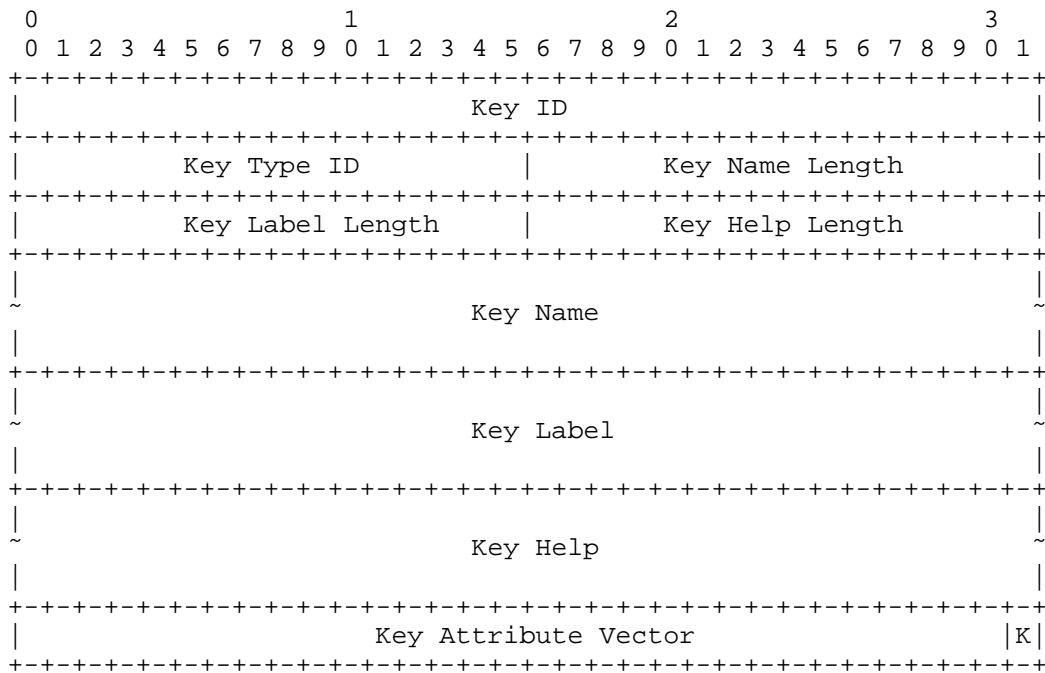 0                   1                   2                   3
 0 1 2 3 4 5 6 7 8 9 0 1 2 3 4 5 6 7 8 9 0 1 2 3 4 5 6 7 8 9 0 1
+-+-+-+-+-+-+-+-+-+-+-+-+-+-+-+-+-+-+-+-+-+-+-+-+-+-+-+-+-+-+-+-+
|                            Key ID                             |
+-+-+-+-+-+-+-+-+-+-+-+-+-+-+-+-+-+-+-+-+-+-+-+-+-+-+-+-+-+-+-+-+
|          Key Type ID          |        Key Name Length        |
+-+-+-+-+-+-+-+-+-+-+-+-+-+-+-+-+-+-+-+-+-+-+-+-+-+-+-+-+-+-+-+-+
|          Key Label Length     |        Key Help Length        |
+-+-+-+-+-+-+-+-+-+-+-+-+-+-+-+-+-+-+-+-+-+-+-+-+-+-+-+-+-+-+-+-+
|                                                               |
~                            Key Name                           ~
|                                                               |
+-+-+-+-+-+-+-+-+-+-+-+-+-+-+-+-+-+-+-+-+-+-+-+-+-+-+-+-+-+-+-+-+
|                                                               |
~                            Key Label                          ~
|                                                               |
+-+-+-+-+-+-+-+-+-+-+-+-+-+-+-+-+-+-+-+-+-+-+-+-+-+-+-+-+-+-+-+-+
|                                                               |
~                            Key Help                           ~
|                                                               |
+-+-+-+-+-+-+-+-+-+-+-+-+-+-+-+-+-+-+-+-+-+-+-+-+-+-+-+-+-+-+-+-+
|                      Key Attribute Vector                   |K|
+-+-+-+-+-+-+-+-+-+-+-+-+-+-+-+-+-+-+-+-+-+-+-+-+-+-+-+-+-+-+-+-+